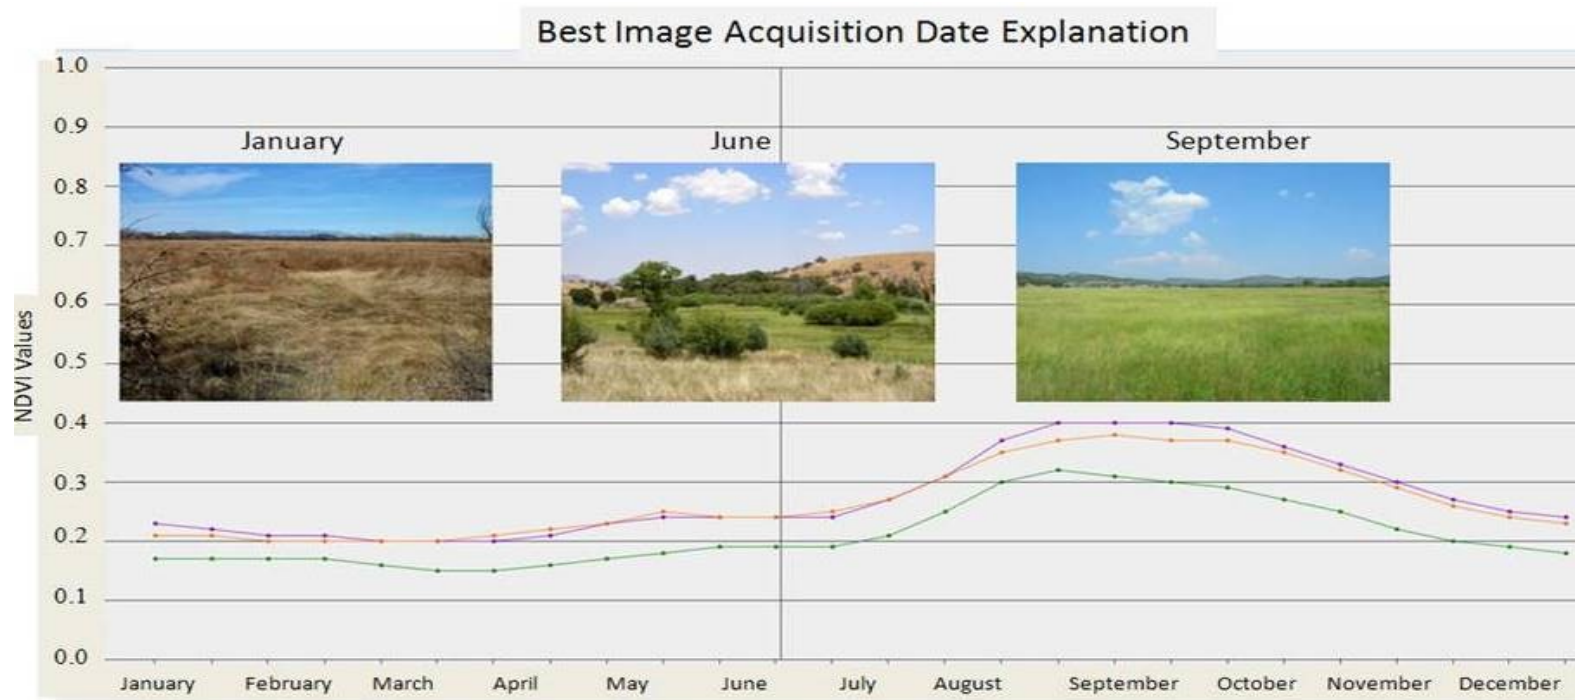 Best Image Acquisition Date Explanation
1.0
0.9
January June September
0.8
0.7
0.6
NDVI Values
0.5
0.4
0.3
0.2
0.1
0.0
January February March April May June July August September October November December